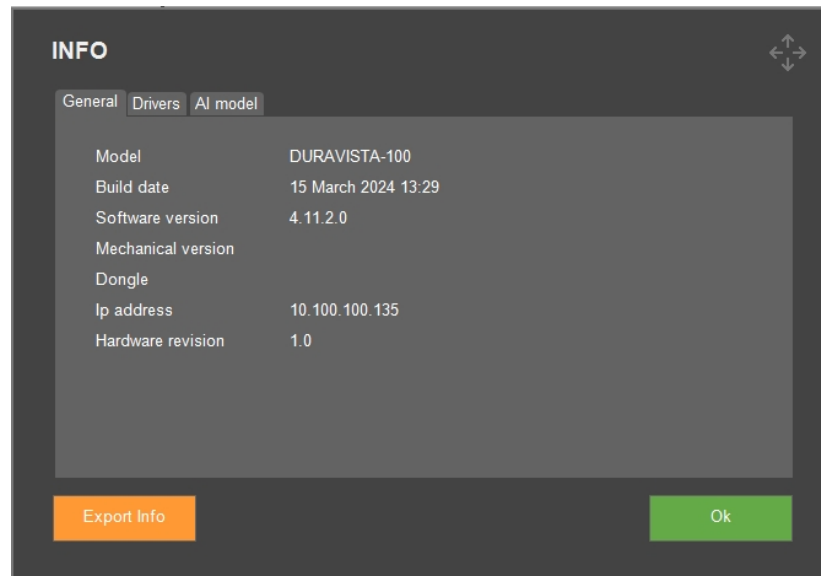 INFO
General Drivers AI model
Model DURAVISTA-100
Build date 15 March 2024 13:29
Software version 4.11.2.0
Mechanical version
Dongle
Ip address 10.100.100.135
Hardware revision 1.0
Export Info Ok